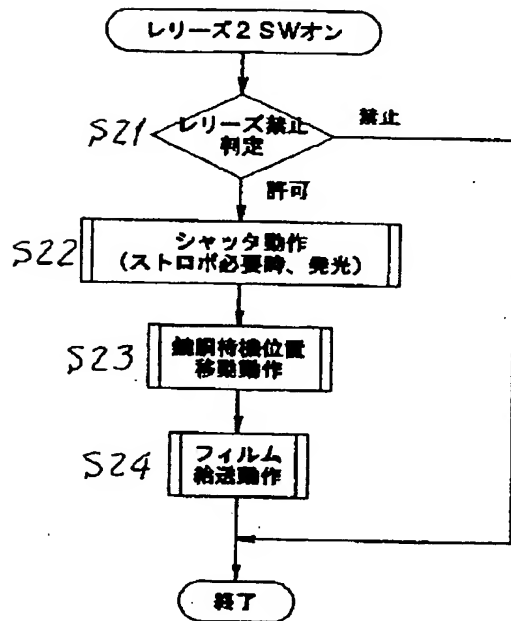 レリーズ2 SWオン
S21
レリーズ禁止
判定
禁止
許可
S22
シャッタ動作
(ストロボ必要時、発光)
S23
鏡胴待機位置
移動動作
S24
フィルム
給送動作
終了